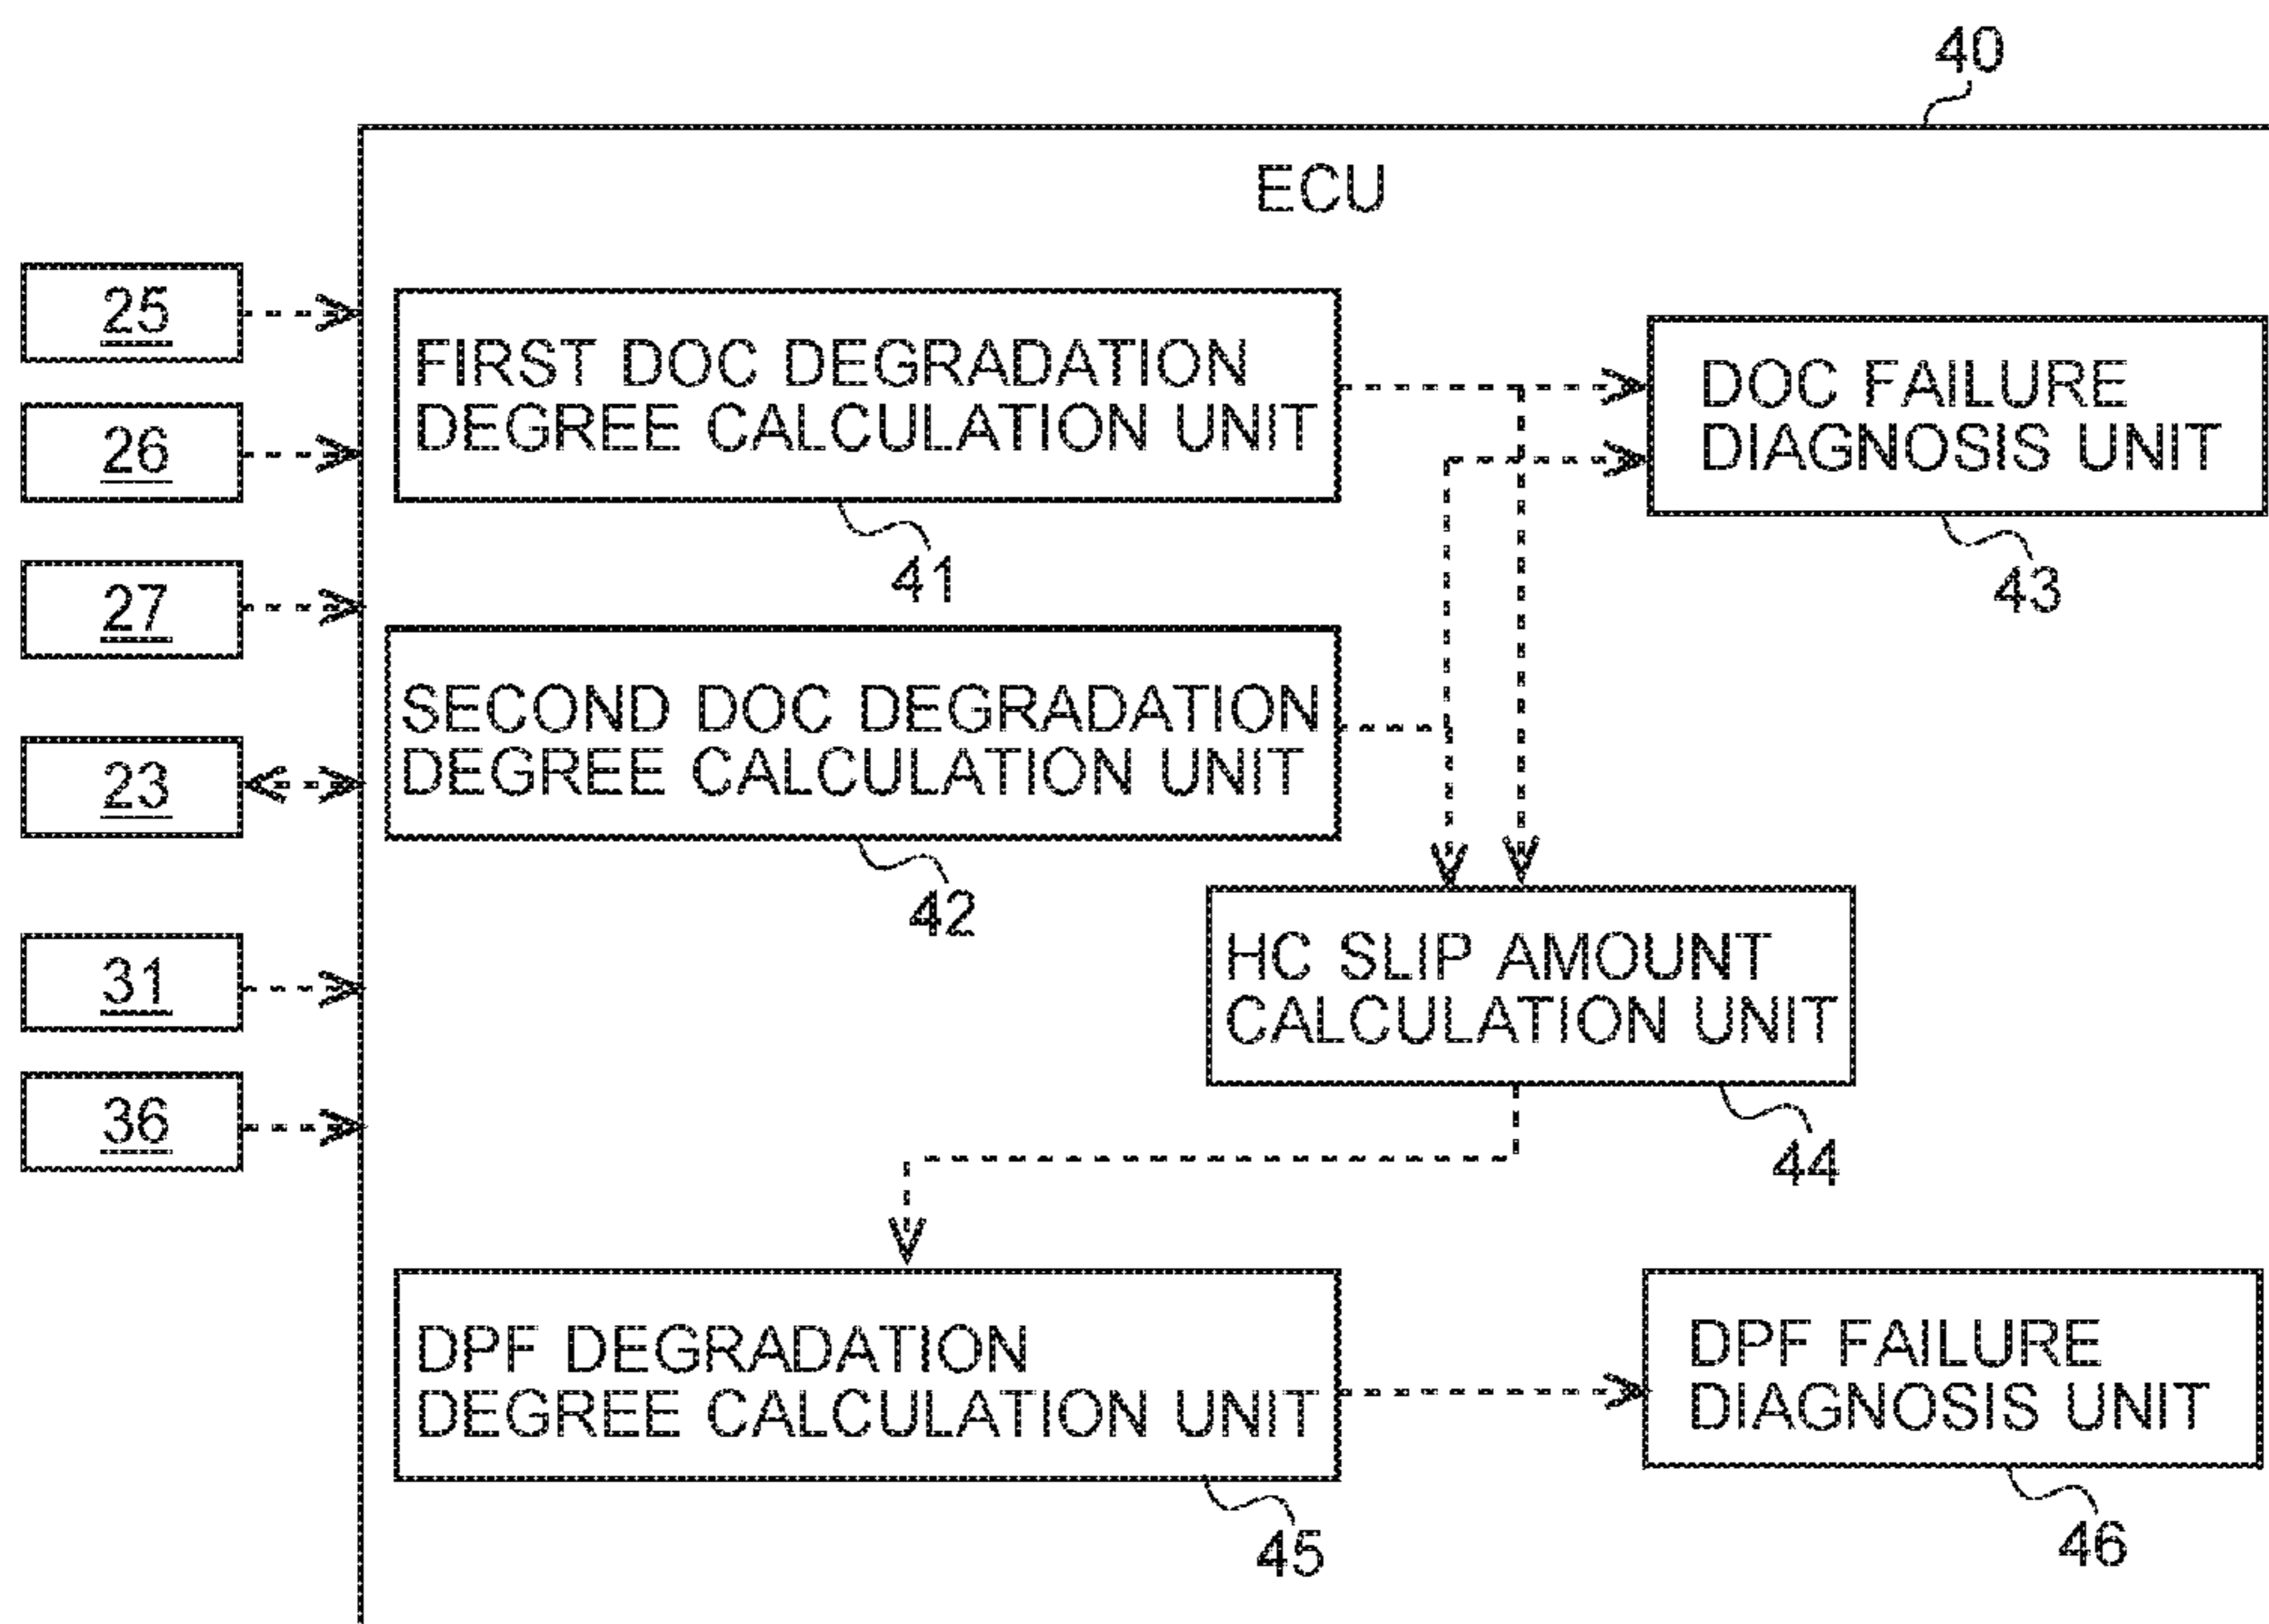 40
ECU
25
26
27
23
31
36
FIRST DOC DEGRADATION
DEGREE CALCULATION UNIT
41
DOC FAILURE
DIAGNOSIS UNIT
43
SECOND DOC DEGRADATION
DEGREE CALCULATION UNIT
42
HC SLIP AMOUNT
CALCULATION UNIT
44
DPF DEGRADATION
DEGREE CALCULATION UNIT
45
DPF FAILURE
DIAGNOSIS UNIT
46